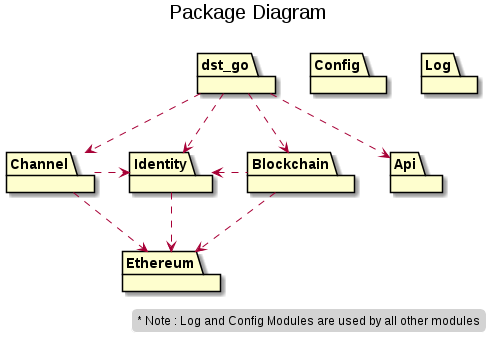 Package Diagram
dst_go
Config
Log
Channel
Identity
Blockchain
Api
Ethereum
* Note : Log and Config Modules are used by all other modules